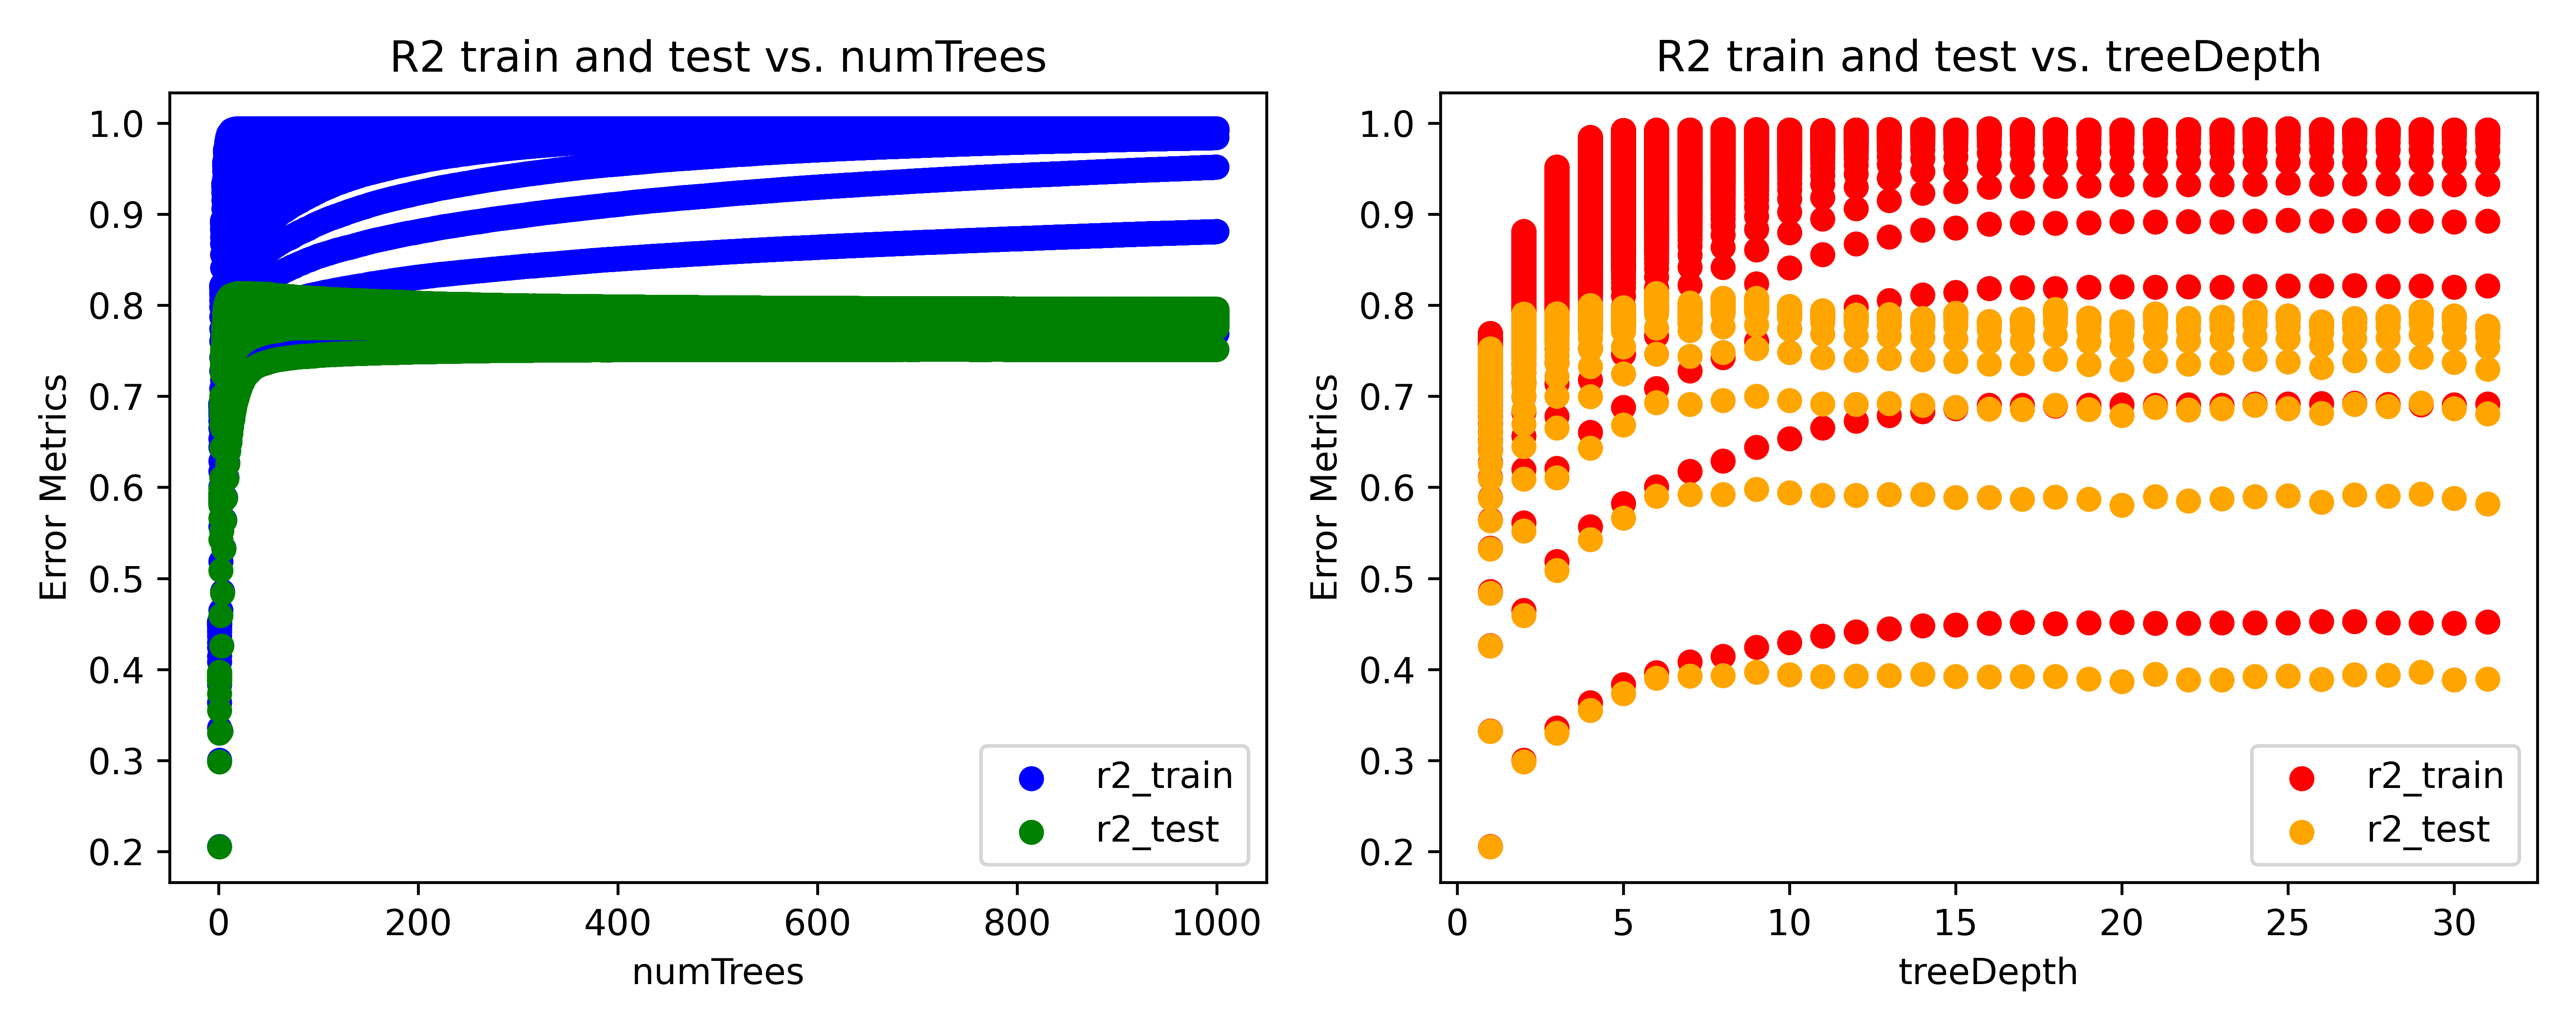 R2 train and test vs. numTrees
1.0
0.9
0.8
0.7
0.6
0.5
0.4
0.3
0.2
Error Metrics
0 200 400 600 800 1000
numTrees
r2_train
r2_test
R2 train and test vs. treeDepth
1.0
0.9
0.8
0.7
0.6
0.5
0.4
0.3
0.2
Error Metrics
0 5 10 15 20 25 30
treeDepth
r2_train
r2_test